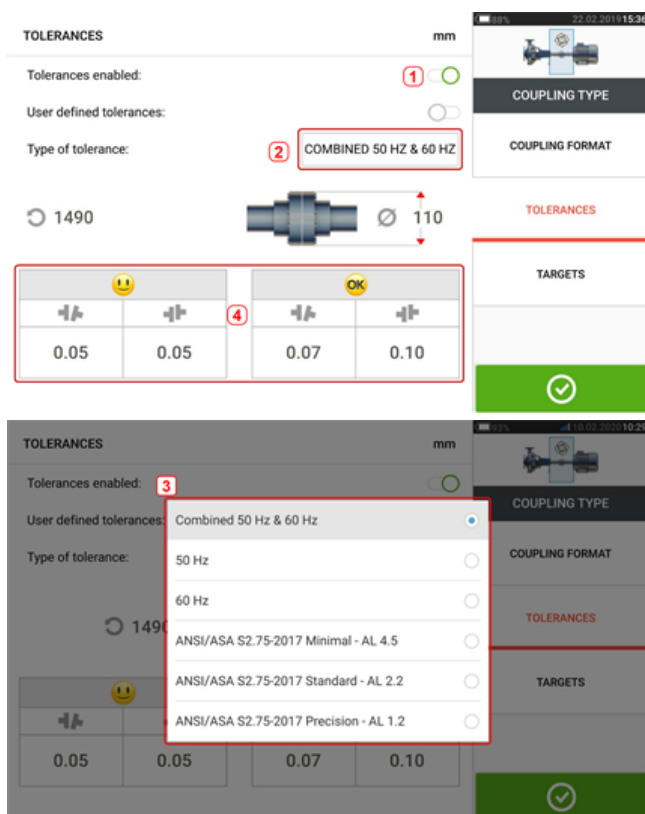 88% 22.02.2019 15:36
TOLERANCES mm
Tolerances enabled: 1
COUPLING TYPE
User defined tolerances:
Type of tolerance: 2 COMBINED 50 HZ & 60 HZ
COUPLING FORMAT
1490 110
TOLERANCES
TARGETS
OK
4
0.05 0.05 0.07 0.10
93% 10.02.2020 10:29
TOLERANCES mm
Tolerances enabled: 3
COUPLING TYPE
User defined tolerances:
Combined 50 Hz & 60 Hz
Type of tolerance:
50 Hz
COUPLING FORMAT
60 Hz
1490
TOLERANCES
ANSI/ASA S2.75-2017 Minimal - AL 4.5
ANSI/ASA S2.75-2017 Standard - AL 2.2
TARGETS
ANSI/ASA S2.75-2017 Precision - AL 1.2
0.05 0.05 0.07 0.10